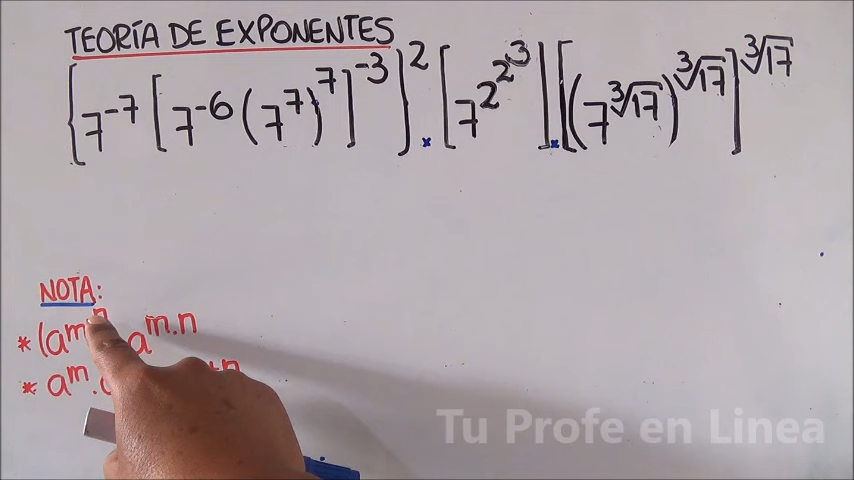 TEORÍA DE EXPONENTES
{7^{-7} [7^{-6} (7^7)^7]^{-3}}^2 . [7^{2^{2^3}}] . [(7^{∛17})^{∛17}]^{∛17}
NOTA:
* (a^m)^n a^{m.n}
* a^m . +n
Tu Profe en Linea